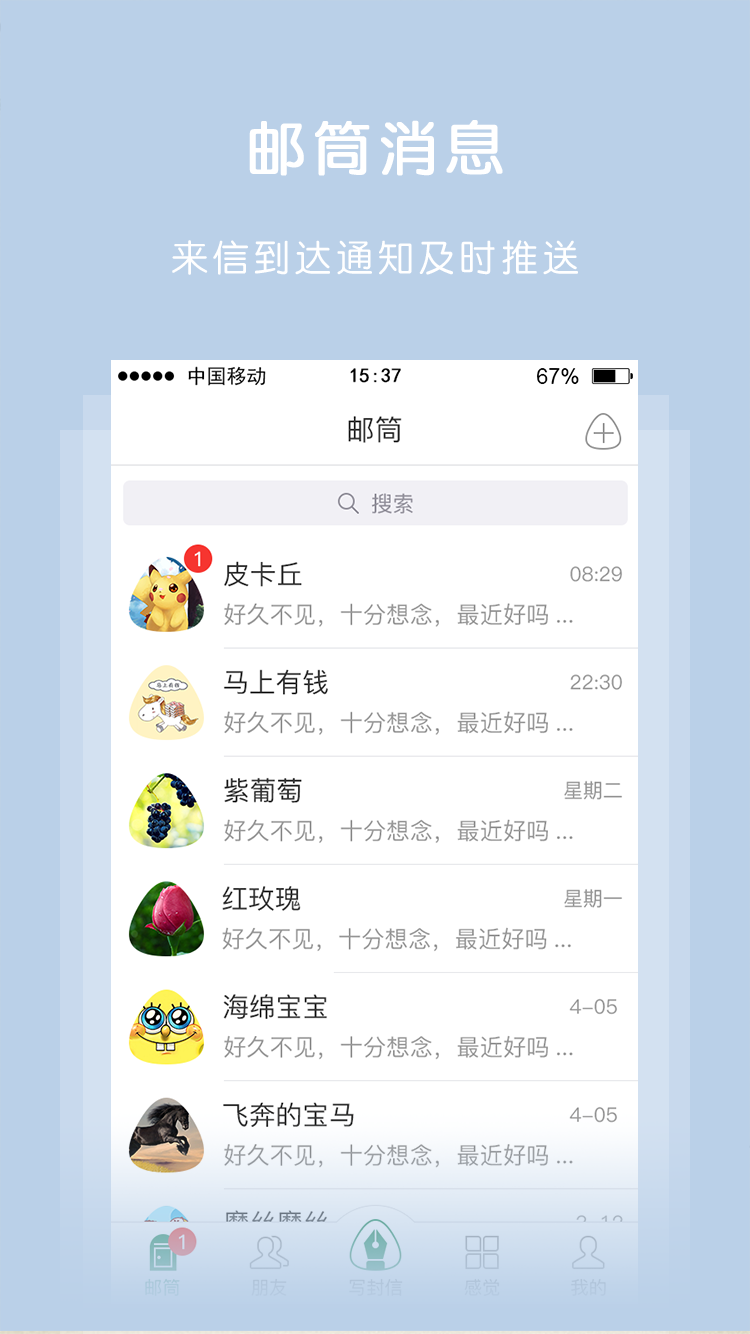 邮筒消息
来信到达通知及时推送
中国移动 15:37 67%
邮筒
搜索
1
皮卡丘 08:29
好久不见，十分想念，最近好吗 ...
马上有钱
马上有钱 22:30
好久不见，十分想念，最近好吗 ...
紫葡萄 星期二
好久不见，十分想念，最近好吗 ...
红玫瑰 星期一
好久不见，十分想念，最近好吗 ...
海绵宝宝 4-05
好久不见，十分想念，最近好吗 ...
飞奔的宝马 4-05
好久不见，十分想念，最近好吗 ...
1
邮筒 朋友 写封信 感觉 我的